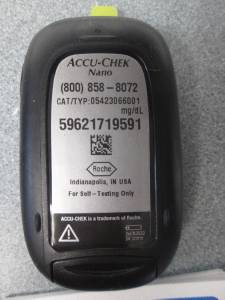 ACCU-CHEK
Nano
(800) 858-8072
CAT/TYP:05423066001
mg/dL
59621719591
Roche
Indianapolis, IN USA
For Self-Testing Only
ACCU-CHEK is a trademark of Roche.